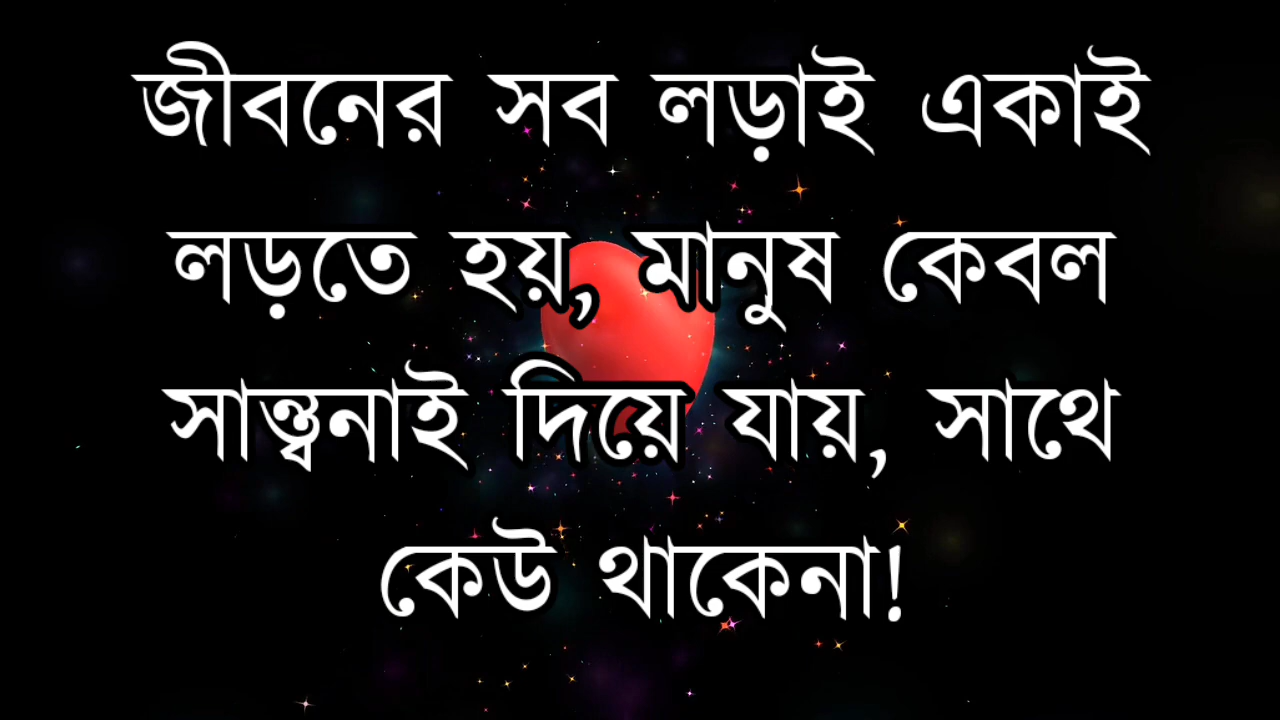 জীবনের সব লড়াই একাই
লড়তে হয়, মানুষ কেবল
সান্ত্বনাই দিয়ে যায়, সাথে
কেউ থাকেনা!